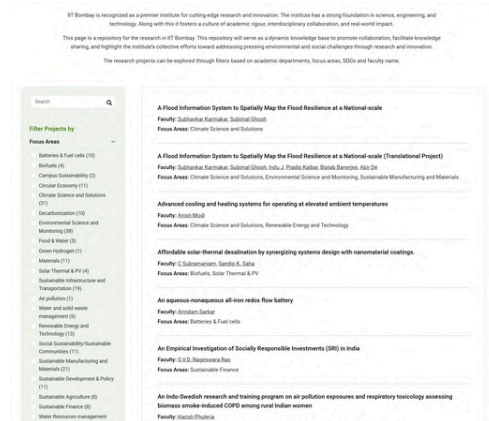 IIT Bombay is recognized as a premier institute for cutting-edge research and innovation. The institute has a strong foundation in science, engineering, and
technology. Along with this it fosters a culture of academic rigour, interdisciplinary collaboration, and real-world impact.
This page is a repository for the research in IIT Bombay. This repository will serve as a dynamic knowledge base to promote collaboration, facilitate knowledge
sharing, and highlight the institute's collective efforts toward addressing pressing environmental and social challenges through research and innovation.
The research projects can be explored through filters based on academic departments, focus areas, SDGs and faculty name.
Search
Filter Projects by
Focus Areas
Batteries & Fuel cells (10)
Biofuels (4)
Campus Sustainability (2)
Circular Economy (11)
Climate Science and Solutions
(31)
Decarbonization (10)
Environmental Science and
Monitoring (38)
Food & Water (5)
Green Hydrogen (1)
Materials (11)
Solar Thermal & PV (4)
Sustainable Infrastructure and
Transportation (19)
Air pollution (1)
Water and solid waste
management (6)
Renewable Energy and
Technology (13)
Social Sustainability/Sustainable
Communities (11)
Sustainable Manufacturing and
Materials (21)
Sustainable Development & Policy
(11)
Sustainable Agriculture (8)
Sustainable Finance (8)
Water Resources management
A Flood Information System to Spatially Map the Flood Resilience at a National-scale
Faculty: Subhankar Karmakar, Subimal Ghosh
Focus Areas: Climate Science and Solutions
A Flood Information System to Spatially Map the Flood Resilience at a National-scale (Translational Project)
Faculty: Subhankar Karmakar, Subimal Ghosh, Indu J, Pradip Kalbar, Biplab Banerjee, Abir De
Focus Areas: Climate Science and Solutions, Environmental Science and Monitoring, Sustainable Manufacturing and Materials
Advanced cooling and heating systems for operating at elevated ambient temperatures
Faculty: Anish Modi
Focus Areas: Climate Science and Solutions, Renewable Energy and Technology
Affordable solar-thermal desalination by synergizing systems design with nanomaterial coatings.
Faculty: C Subramaniam, Sandip K. Saha
Focus Areas: Biofuels, Solar Thermal & PV
An aqueous-nonaqueous all-iron redox flow battery
Faculty: Arindam Sarkar
Focus Areas: Batteries & Fuel cells
An Empirical Investigation of Socially Responsible Investments (SRI) in India
Faculty: S.V.D. Nageswara Rao
Focus Areas: Sustainable Finance
An Indo-Swedish research and training program on air pollution exposures and respiratory toxicology assessing
biomass smoke-induced COPD among rural Indian women
Faculty: Harish Phuleria